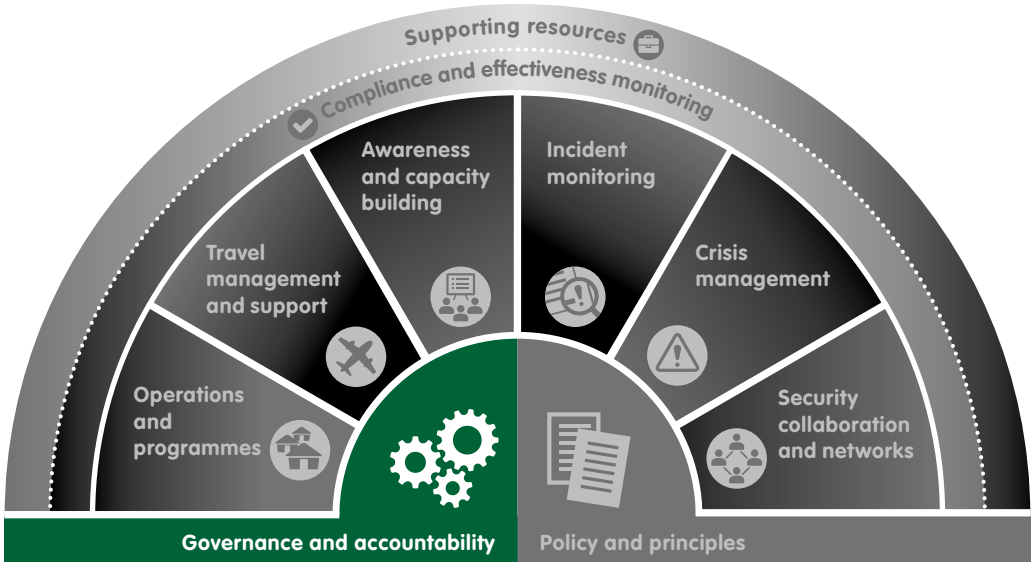 Supporting resources
Compliance and effectiveness monitoring
Awareness
and capacity
building
Incident
monitoring
Travel
management
and support
Crisis
management
Operations
and
programmes
Security
collaboration
and networks
Governance and accountability
Policy and principles